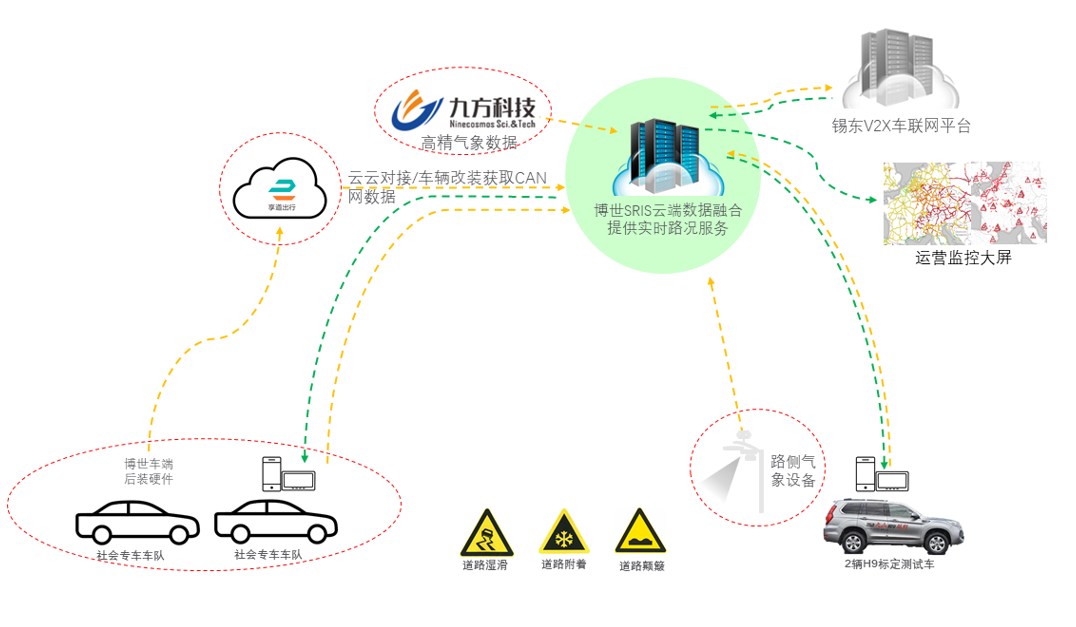 九方科技
Ninecosmos Sci.&Tech
高精气象数据
锡东V2X车联网平台
云云对接/车辆改装获取CAN
网数据
享道出行
博世SRIS云端数据融合
提供实时路况服务
运营监控大屏
博世车端
后装硬件
路侧气
象设备
社会专车车队
社会专车车队
道路湿滑
道路附着
道路颠簸
2辆H9标定测试车